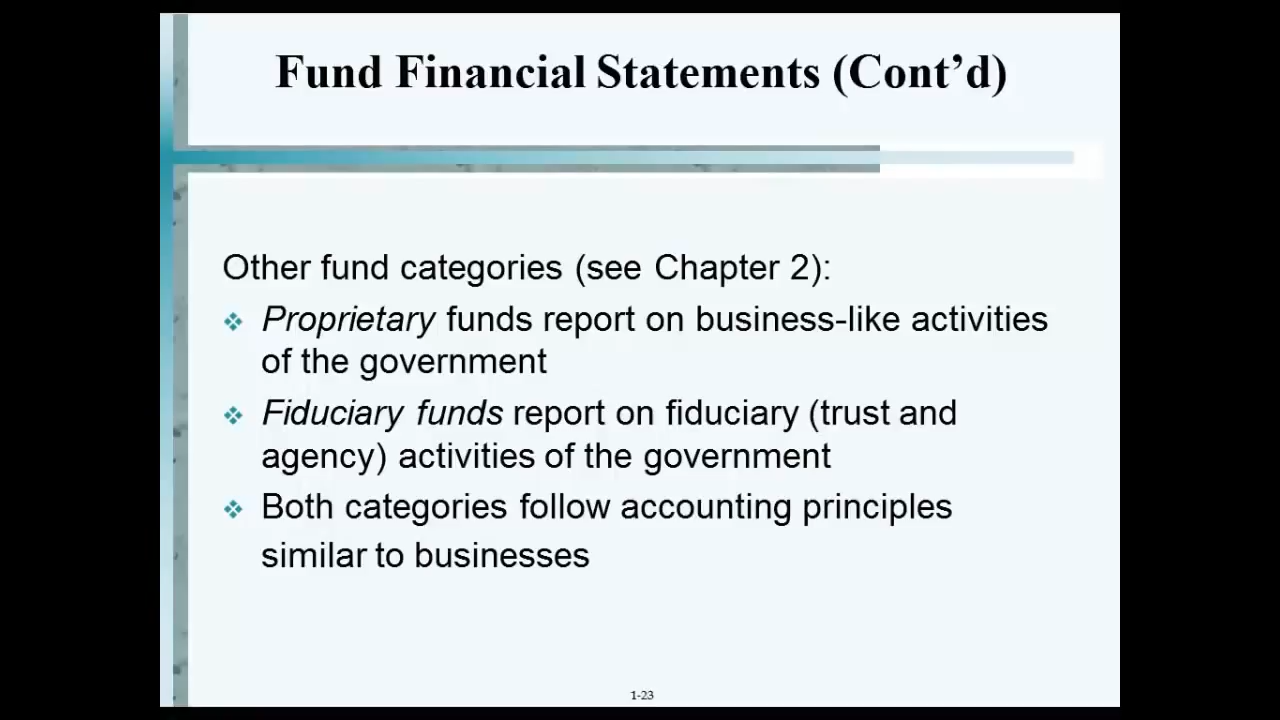 Fund Financial Statements (Cont’d)
Other fund categories (see Chapter 2):
❖ Proprietary funds report on business-like activities
of the government
❖ Fiduciary funds report on fiduciary (trust and
agency) activities of the government
❖ Both categories follow accounting principles
similar to businesses
1-23